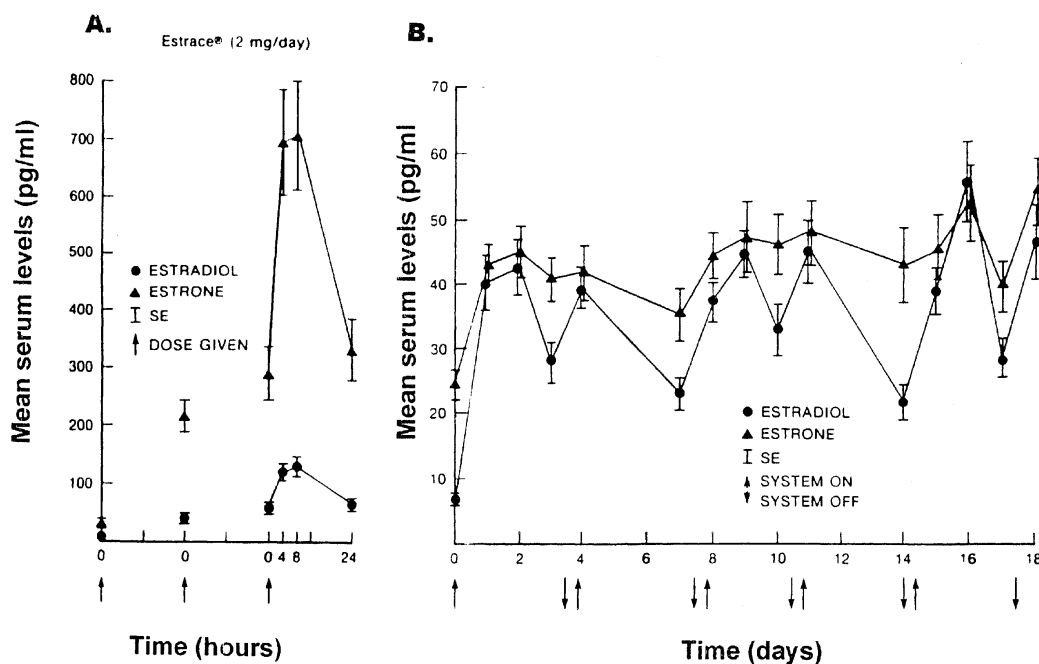 A.
Estrace® (2 mg/day)
Mean serum levels (pg/ml)
800
700
600
500
400
300
200
100
● ESTRADIOL
▲ ESTRONE
SE
↑ DOSE GIVEN
0 0 0 4 8 24
Time (hours)
B.
Mean serum levels (pg/ml)
70
60
50
40
30
20
10
● ESTRADIOL
▲ ESTRONE
SE
↑ SYSTEM ON
↓ SYSTEM OFF
0 2 4 6 8 10 12 14 16 18
Time (days)